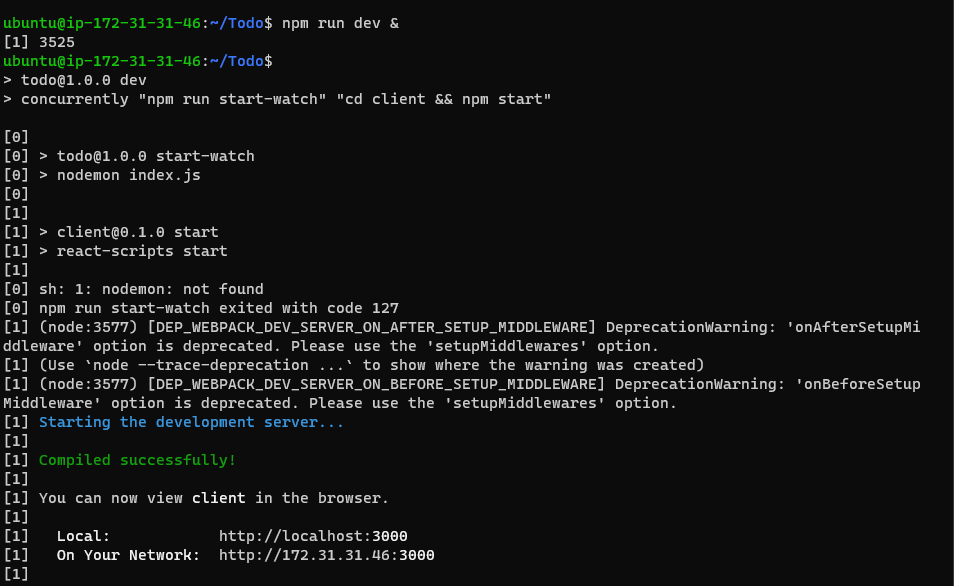 ubuntu@ip-172-31-31-46:~/Todo$ npm run dev &
[1] 3525
ubuntu@ip-172-31-31-46:~/Todo$
> todo@1.0.0 dev
> concurrently "npm run start-watch" "cd client && npm start"
[0]
[0] > todo@1.0.0 start-watch
[0] > nodemon index.js
[0]
[1]
[1] > client@0.1.0 start
[1] > react-scripts start
[1]
[0] sh: 1: nodemon: not found
[0] npm run start-watch exited with code 127
[1] (node:3577) [DEP_WEBPACK_DEV_SERVER_ON_AFTER_SETUP_MIDDLEWARE] DeprecationWarning: 'onAfterSetupMi
ddleware' option is deprecated. Please use the 'setupMiddlewares' option.
[1] (Use `node --trace-deprecation ...` to show where the warning was created)
[1] (node:3577) [DEP_WEBPACK_DEV_SERVER_ON_BEFORE_SETUP_MIDDLEWARE] DeprecationWarning: 'onBeforeSetup
Middleware' option is deprecated. Please use the 'setupMiddlewares' option.
[1] Starting the development server...
[1]
[1] Compiled successfully!
[1]
[1] You can now view client in the browser.
[1]
[1]   Local:            http://localhost:3000
[1]   On Your Network:  http://172.31.31.46:3000
[1]